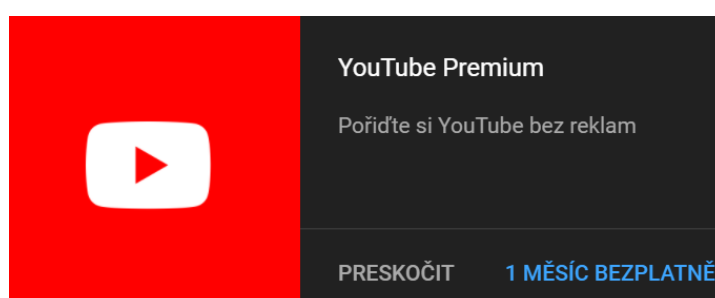 YouTube Premium
Pořiďte si YouTube bez reklam
PRESKOČIT 1 MĚSÍC BEZPLATNĚ